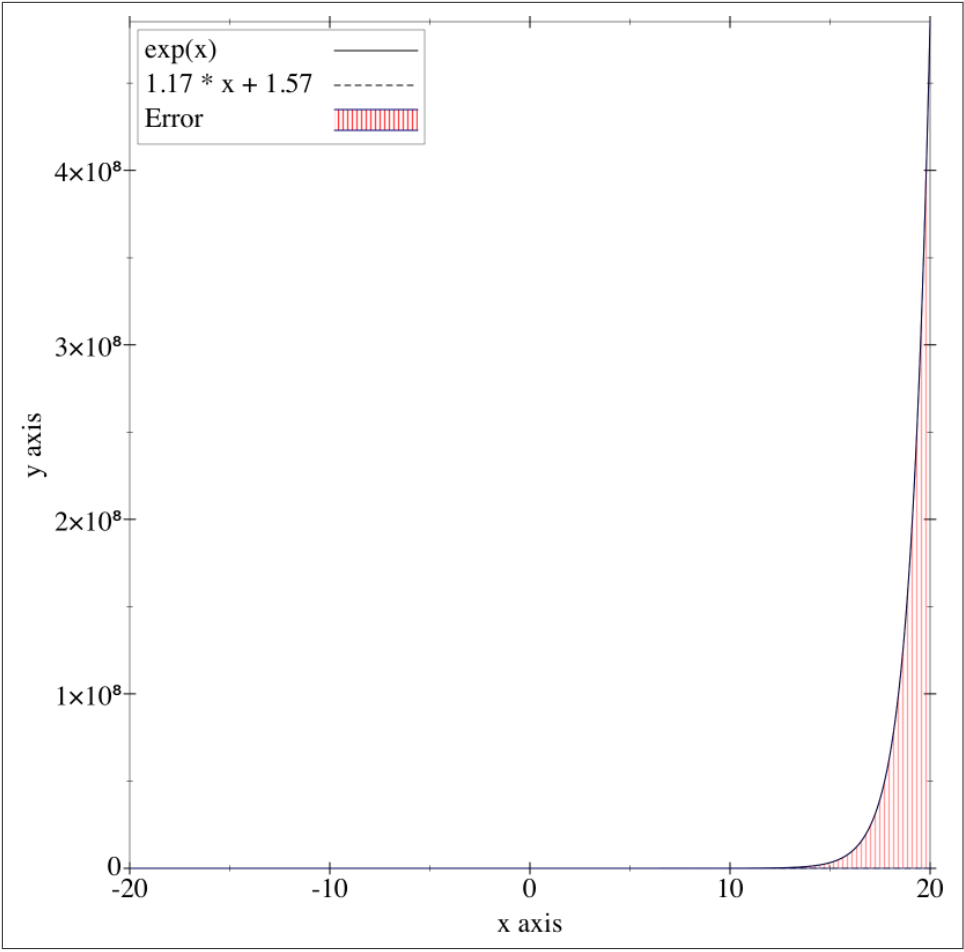 exp(x)
1.17 * x + 1.57
Error
4×10⁸
3×10⁸
2×10⁸
1×10⁸
0
y axis
-20
-10
0
10
20
x axis